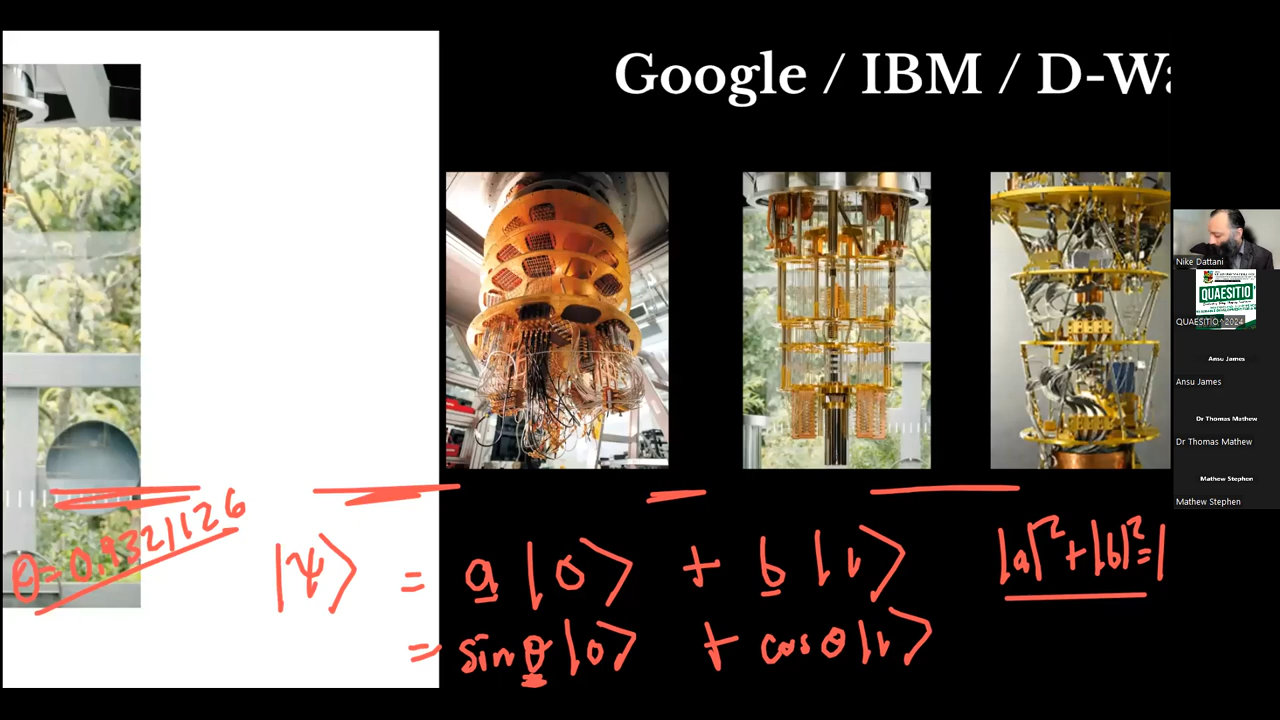 Google / IBM / D-Wa
Nike Dattani
QUAESITIO
QUAESITIO 2024
Ansu James
Ansu James
Dr Thomas Mathew
Dr Thomas Mathew
Mathew Stephen
Mathew Stephen
θ = 0.9321126
|ψ⟩ = a|0⟩ + b|1⟩
|a|² + |b|² = 1
= sinθ|0⟩ + cosθ|1⟩